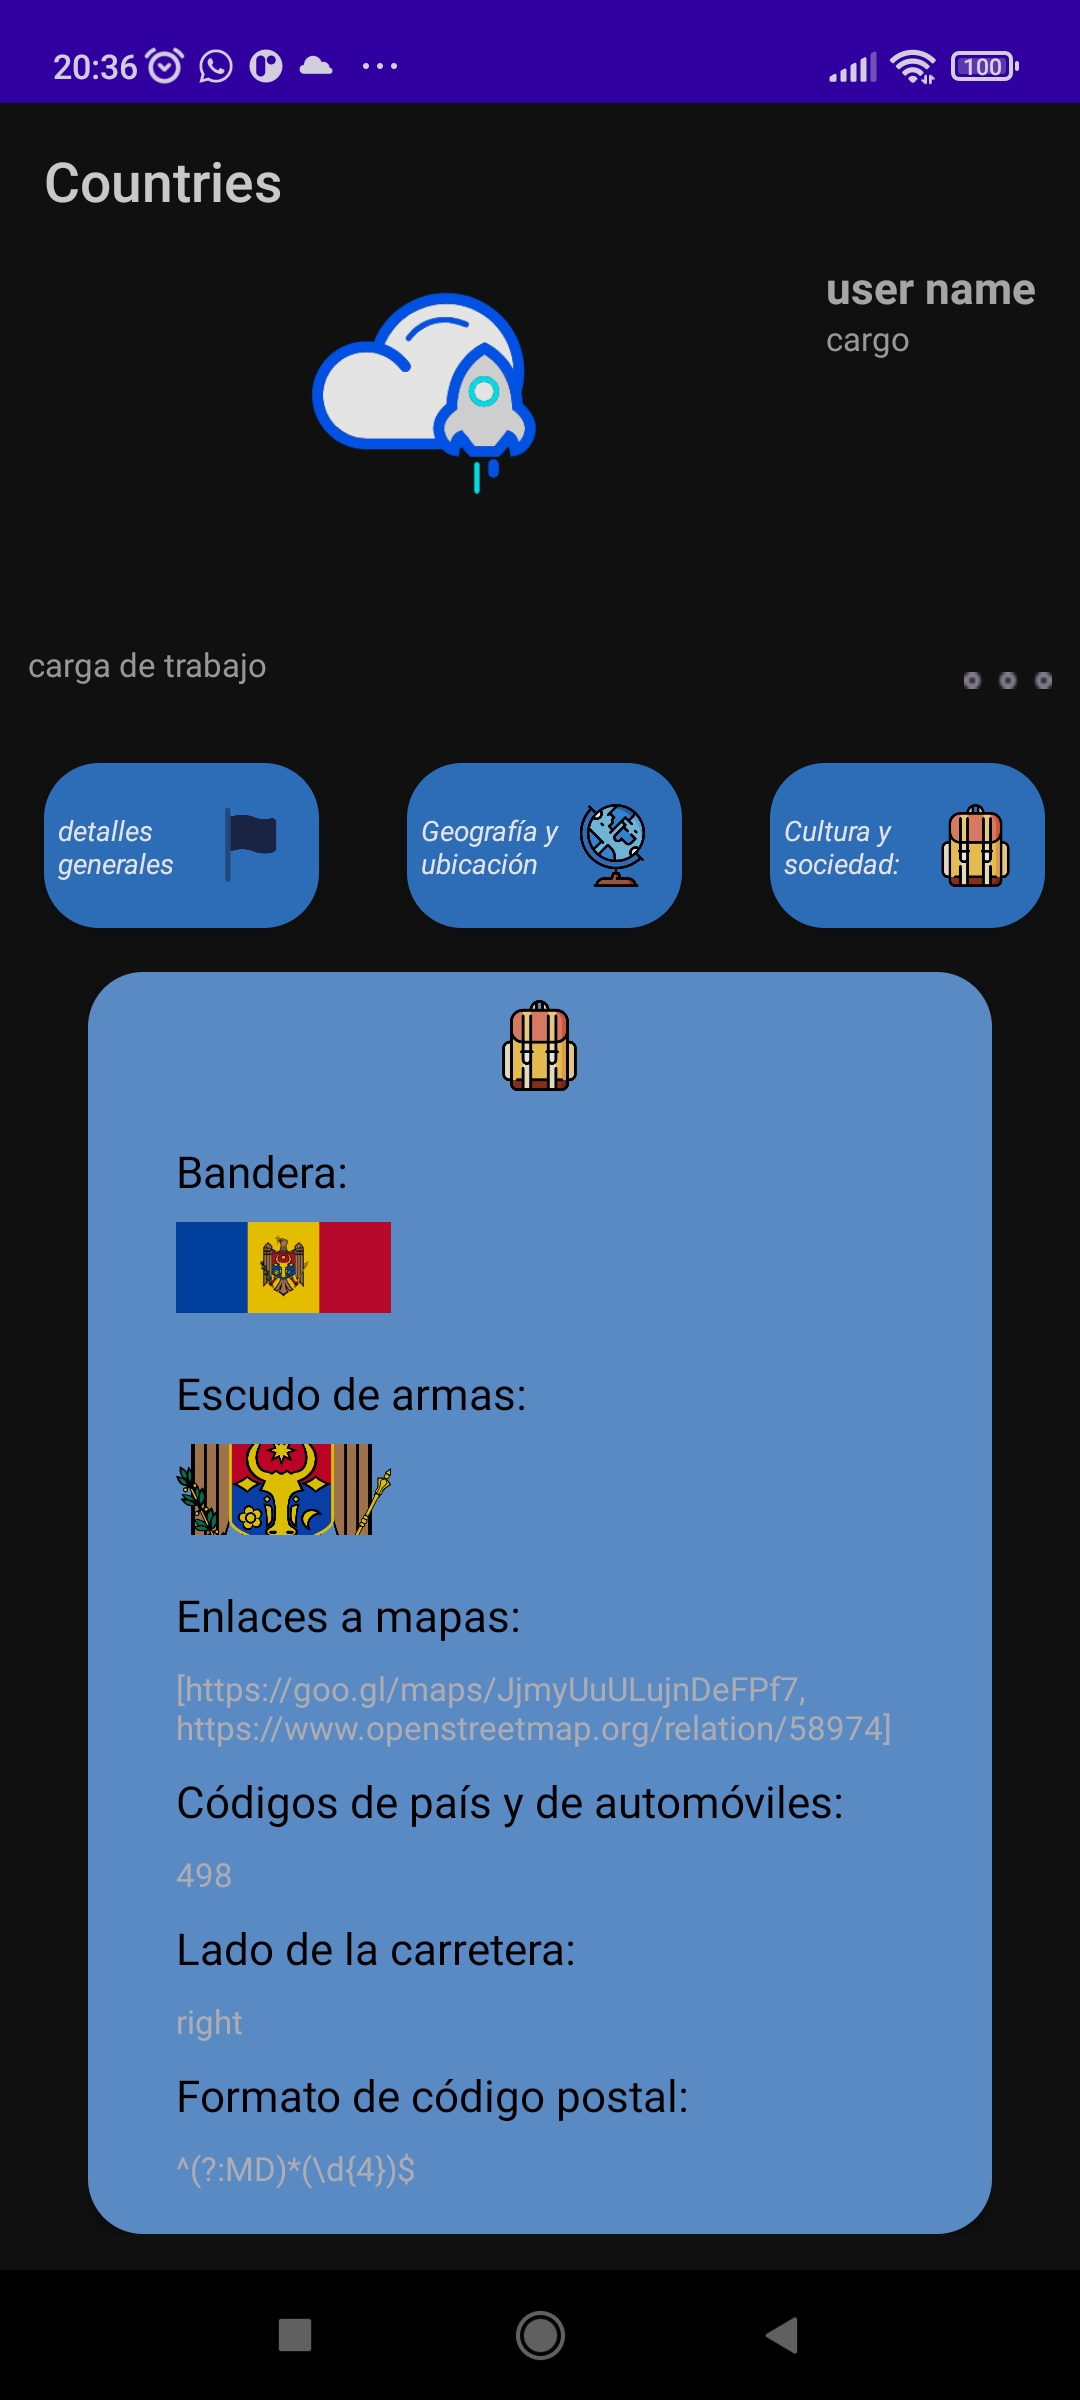 20:36
100
Countries
user name
cargo
carga de trabajo
detalles
generales
Geografía y
ubicación
Cultura y
sociedad:
Bandera:
Escudo de armas:
Enlaces a mapas:
[https://goo.gl/maps/JjmyUuULujnDeFPf7,
https://www.openstreetmap.org/relation/58974]
Códigos de país y de automóviles:
498
Lado de la carretera:
right
Formato de código postal:
^(?:MD)*(\d{4})$